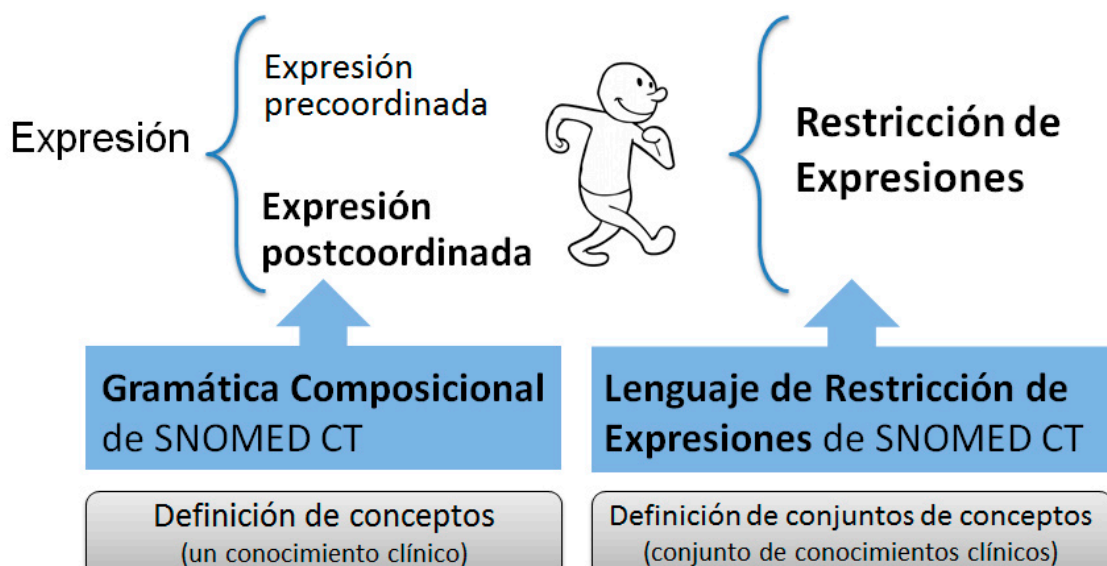 Expresión
Expresión
precoordinada
Expresión
postcoordinada
Restricción de
Expresiones
Gramática Composicional
de SNOMED CT
Lenguaje de Restricción de
Expresiones de SNOMED CT
Definición de conceptos
(un conocimiento clínico)
Definición de conjuntos de conceptos
(conjunto de conocimientos clínicos)